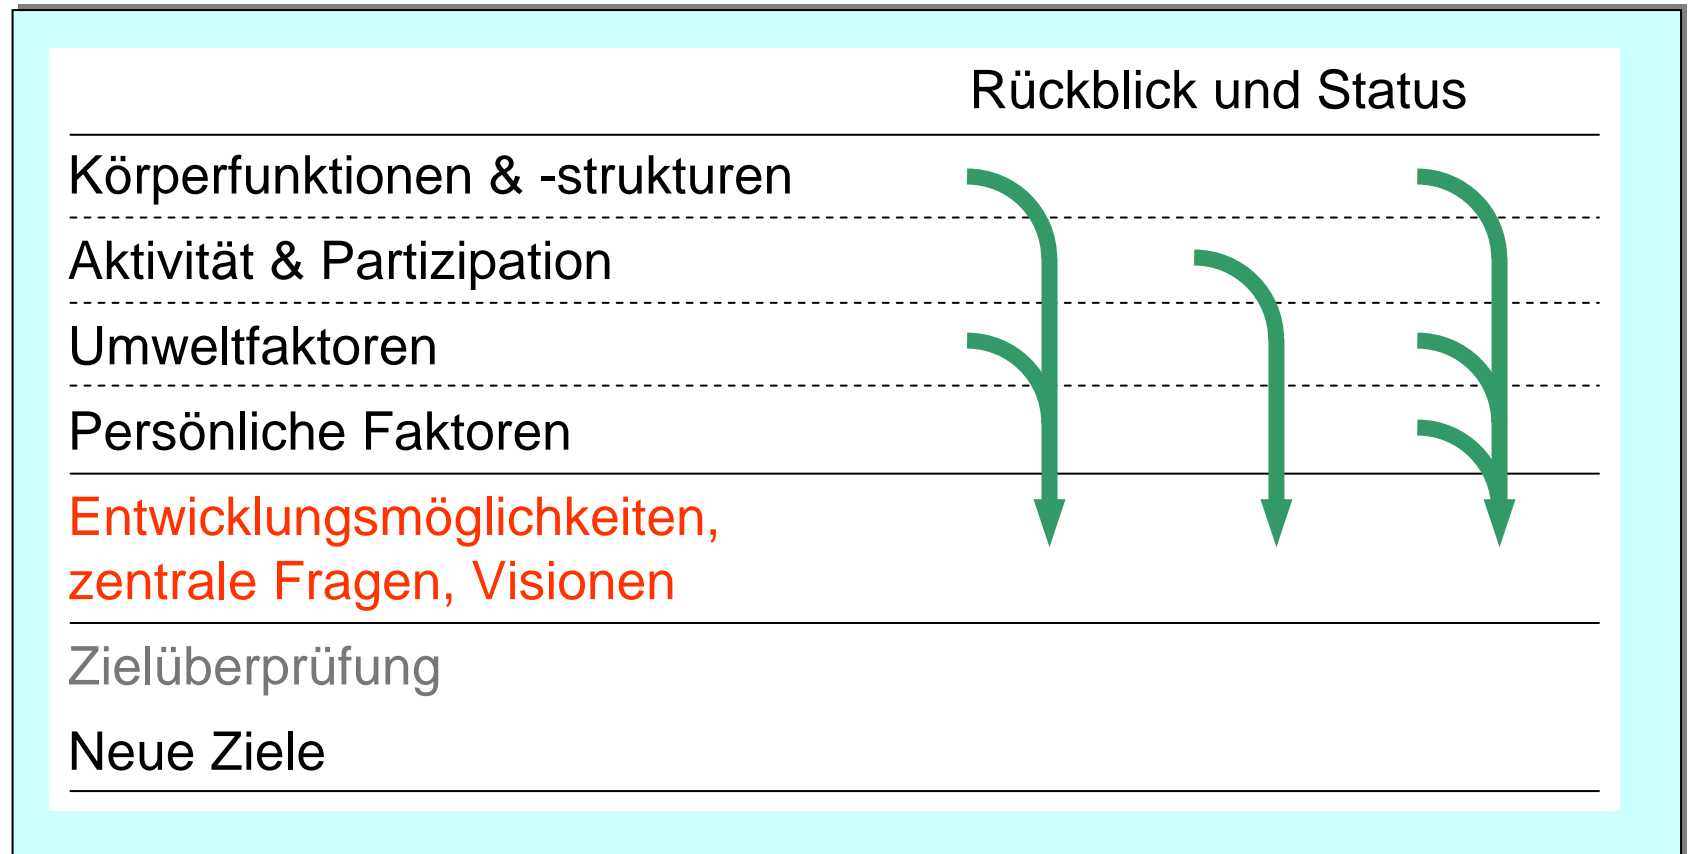 Rückblick und Status
Körperfunktionen & -strukturen
Aktivität & Partizipation
Umweltfaktoren
Persönliche Faktoren
Entwicklungsmöglichkeiten,
zentrale Fragen, Visionen
Zielüberprüfung
Neue Ziele